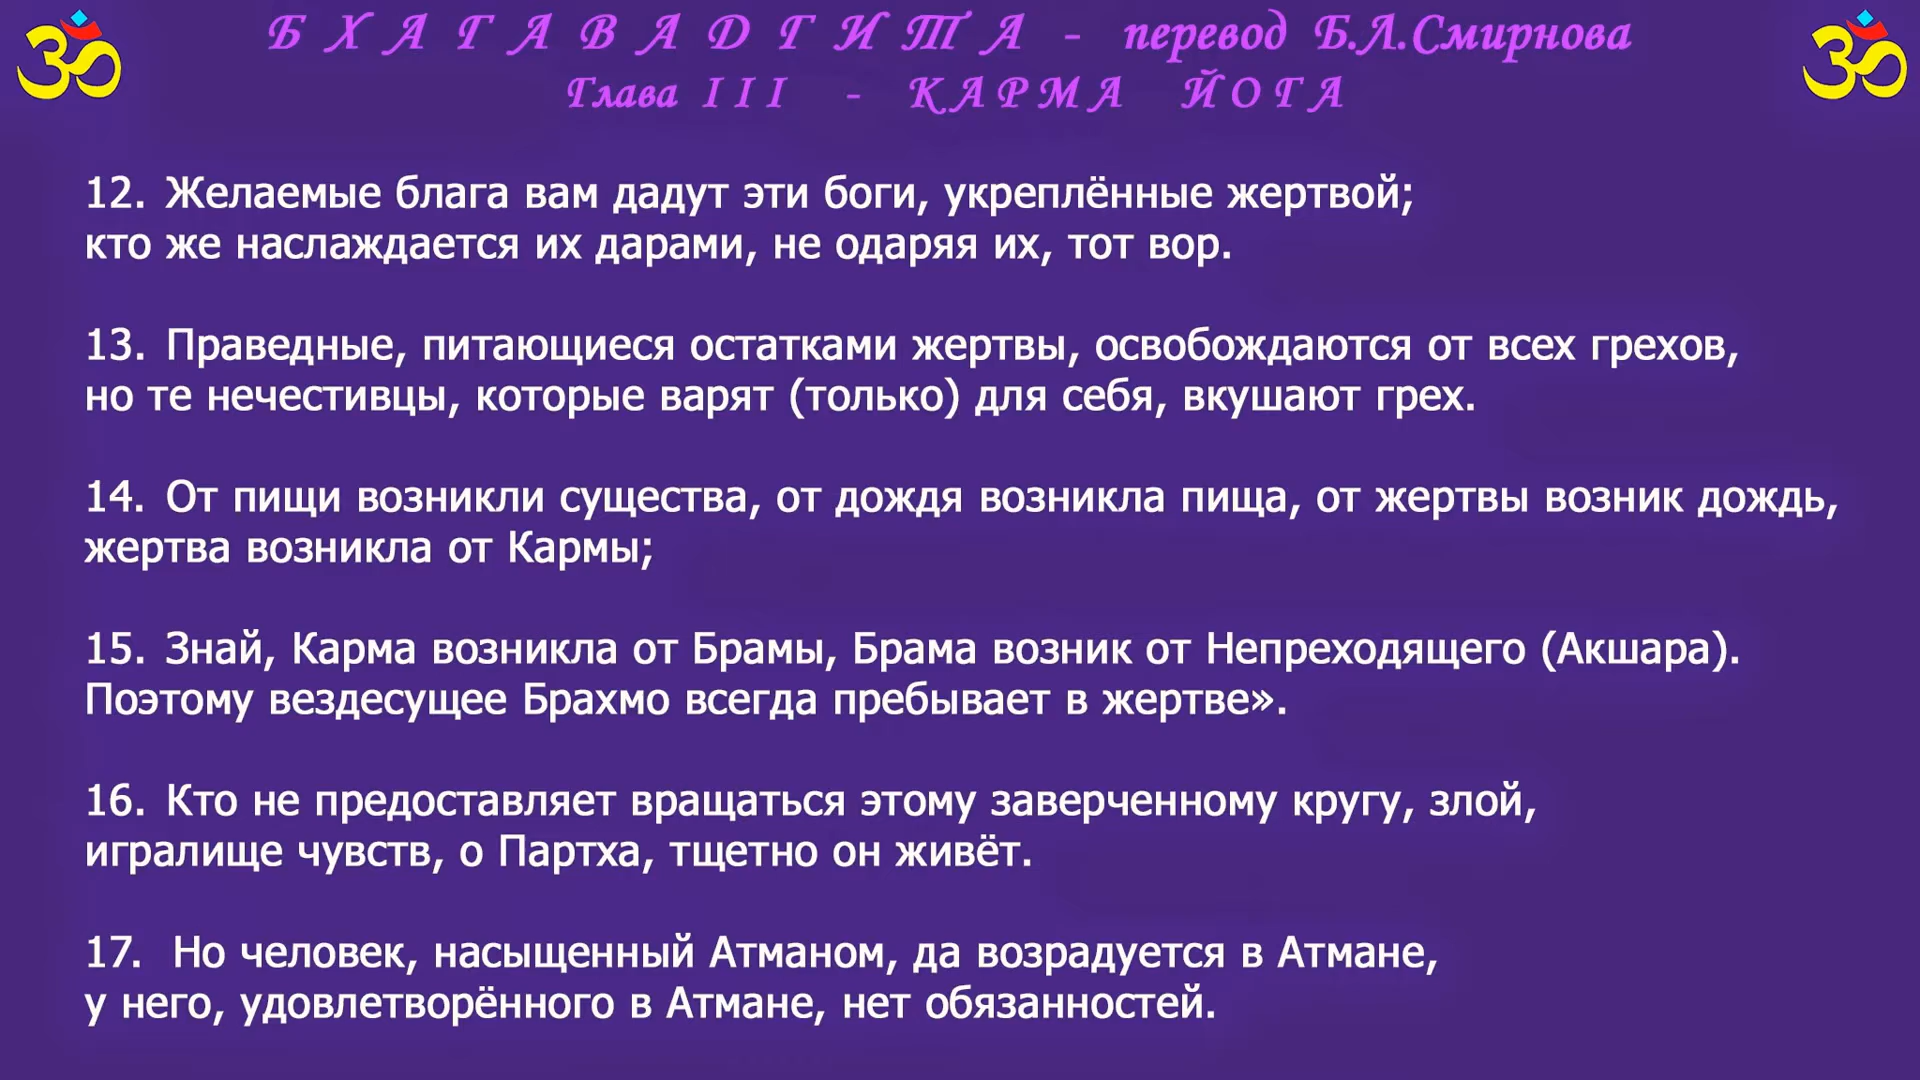 БХАГАВАДГИТА - перевод Б.Л.Смирнова
Глава III - КАРМА ЙОГА
12. Желаемые блага вам дадут эти боги, укреплённые жертвой;
кто же наслаждается их дарами, не одаряя их, тот вор.
13. Праведные, питающиеся остатками жертвы, освобождаются от всех грехов,
но те нечестивцы, которые варят (только) для себя, вкушают грех.
14. От пищи возникли существа, от дождя возникла пища, от жертвы возник дождь,
жертва возникла от Кармы;
15. Знай, Карма возникла от Брамы, Брама возник от Непреходящего (Акшара).
Поэтому вездесущее Брахмо всегда пребывает в жертве».
16. Кто не предоставляет вращаться этому заверченному кругу, злой,
игралище чувств, о Партха, тщетно он живёт.
17. Но человек, насыщенный Атманом, да возрадуется в Атмане,
у него, удовлетворённого в Атмане, нет обязанностей.